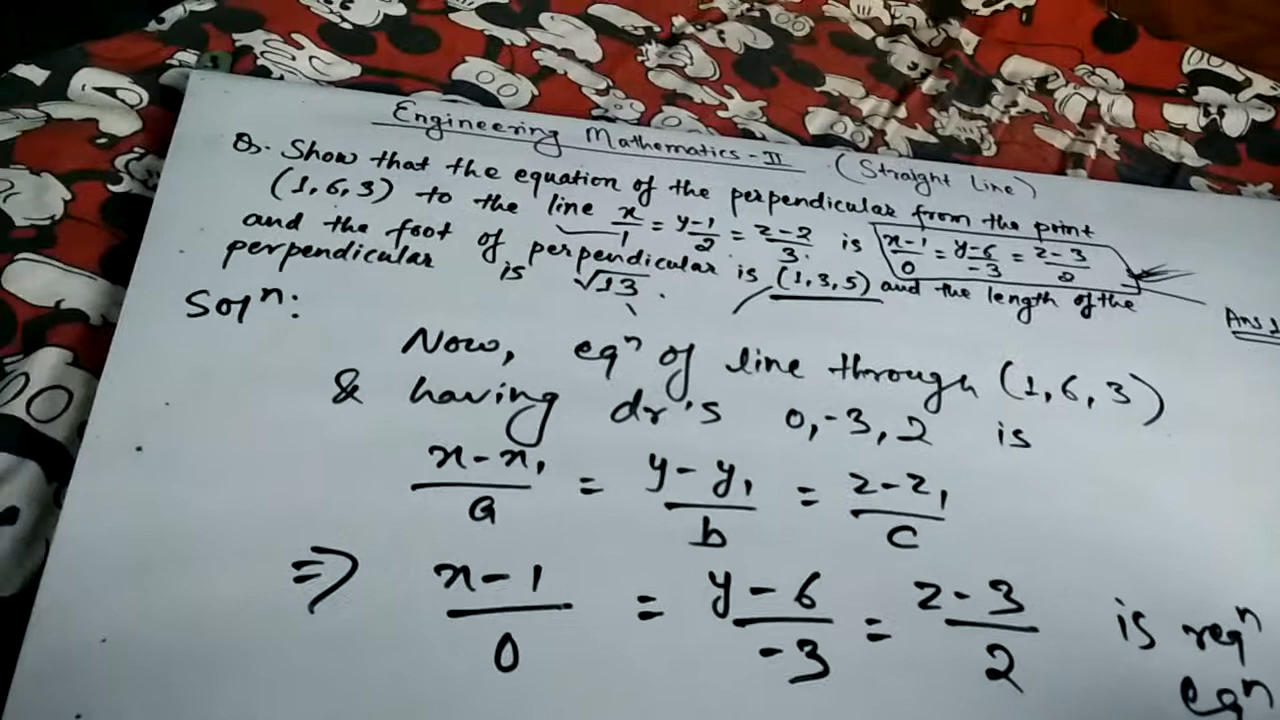 Engineering Mathematics-II (Straight Line)
Q. Show that the equation of the perpendicular from the point
(1,6,3) to the line x/1 = y-1/2 = z-2/3 is x-1/0 = y-6/-3 = z-3/2
and the foot of perpendicular is (1,3,5) and the length of the
perpendicular is √13.
Ans
Solⁿ:
Now, eqⁿ of line through (1,6,3)
& having dr's 0,-3,2 is
x-x₁/a = y-y₁/b = z-z₁/c
⇒ x-1/0 = y-6/-3 = z-3/2 is reqⁿ
eqⁿ